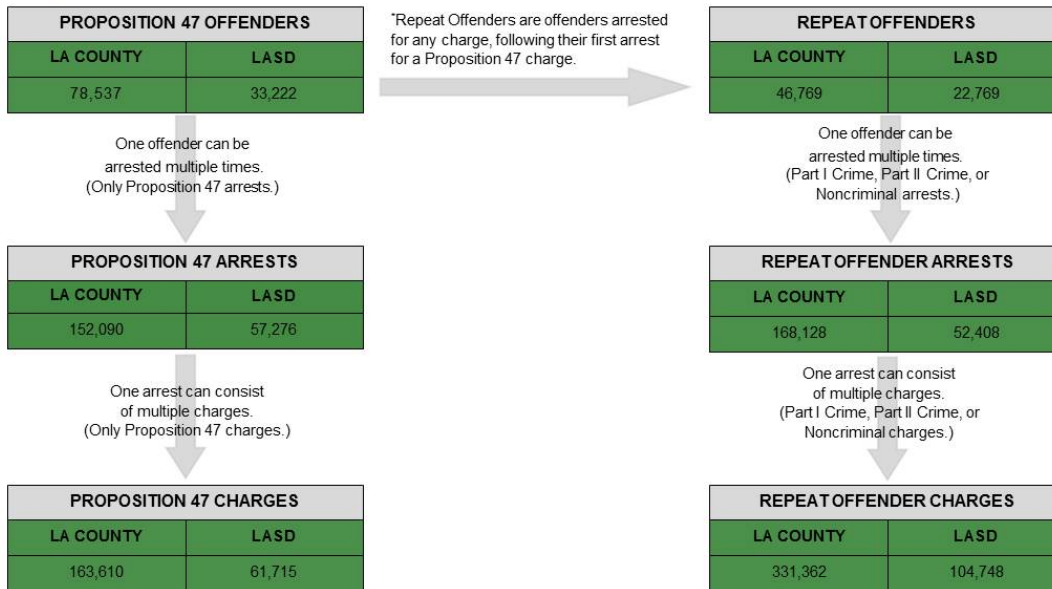 PROPOSITION 47 OFFENDERS
LA COUNTY LASD
78,537 33,222
*Repeat Offenders are offenders arrested
for any charge, following their first arrest
for a Proposition 47 charge.
REPEAT OFFENDERS
LA COUNTY LASD
46,769 22,769
One offender can be
arrested multiple times.
(Only Proposition 47 arrests.)
One offender can be
arrested multiple times.
(Part I Crime, Part II Crime, or
Noncriminal arrests.)
PROPOSITION 47 ARRESTS
LA COUNTY LASD
152,090 57,276
REPEAT OFFENDER ARRESTS
LA COUNTY LASD
168,128 52,408
One arrest can consist
of multiple charges.
(Only Proposition 47 charges.)
One arrest can consist
of multiple charges.
(Part I Crime, Part II Crime, or
Noncriminal charges.)
PROPOSITION 47 CHARGES
LA COUNTY LASD
163,610 61,715
REPEAT OFFENDER CHARGES
LA COUNTY LASD
331,362 104,748